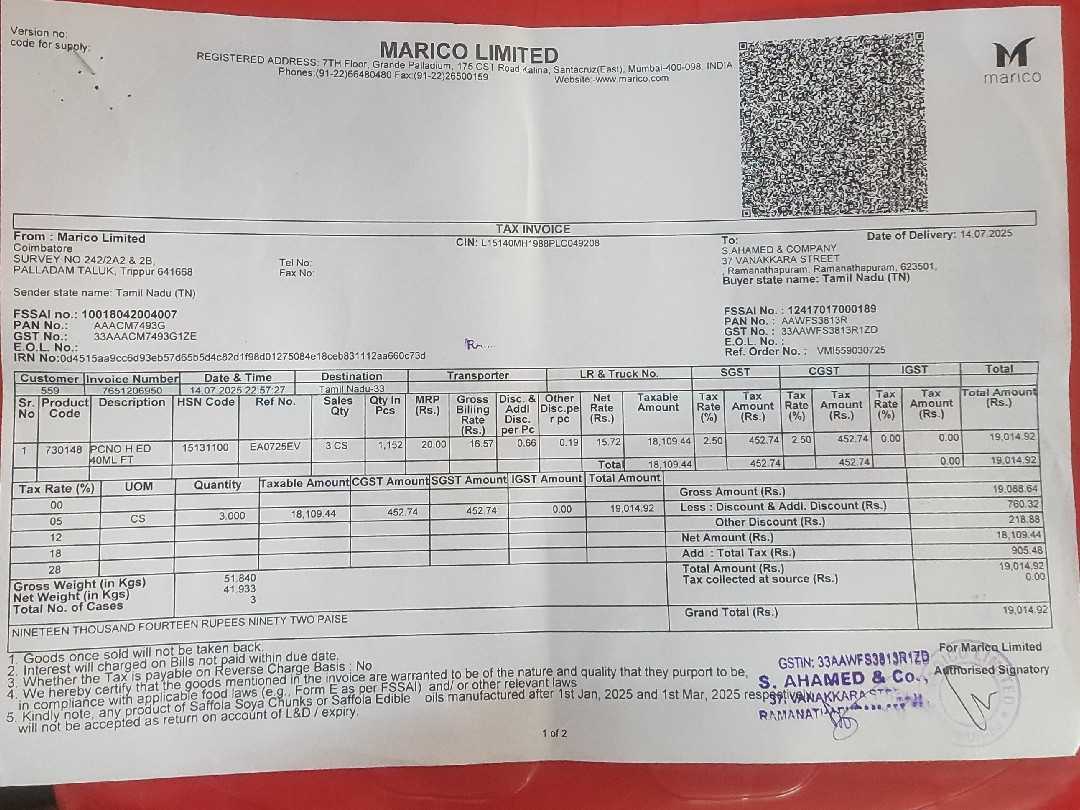 Version no:
code for supply:
MARICO LIMITED
REGISTERED ADDRESS: 7TH Floor, Grande Palladium, 175 CST Road Kalina, Santacruz(East), Mumbai-400-098, INDIA
Phones:(91-22)66480480 Fax:(91-22)26500159 Website:-www.marico.com
marico
TAX INVOICE
CIN: L15140MH1988PLC049208
From : Marico Limited
Coimbatore
SURVEY NO 242/2A2 & 2B,
PALLADAM TALUK, Trippur 641668
Tel No:
Fax No:
Sender state name: Tamil Nadu (TN)
FSSAI no.: 10018042004007
PAN No.: AAACM7493G
GST No.: 33AAACM7493G1ZE
E.O.L. No.:
IRN No:0d4515aa9cc6d93eb57d65b5d4c82d1f98d01275084e18ceb831112aa660c73d
To: Date of Delivery: 14.07.2025
S AHAMED & COMPANY
37 VANAKKARA STREET
, Ramanathapuram, Ramanathapuram, 623501,
Buyer state name: Tamil Nadu (TN)
FSSAI No. : 12417017000189
PAN No. : AAWFS3813R
GST No. : 33AAWFS3813R1ZD
E.O.L. No. :
Ref. Order No. : VMI559030725
Customer Invoice Number Date & Time Destination Transporter LR & Truck No. SGST CGST IGST Total
559 7651206950 14.07.2025 22:57:27 Tamil Nadu-33
Sr. No Product Code Description HSN Code Ref No. Sales Qty Qty In Pcs MRP (Rs.) Gross Billing Rate (Rs.) Disc. & Addl Disc. per Pc Other Disc.pe r pc Net Rate (Rs.) Taxable Amount Tax Rate (%) Tax Amount (Rs.) Tax Rate (%) Tax Amount (Rs.) Tax Rate (%) Tax Amount (Rs.) Total Amount (Rs.)
1 730148 PCNO H ED 40ML FT 15131100 EA0725EV 3 CS 1,152 20.00 16.57 0.66 0.19 15.72 18,109.44 2.50 452.74 2.50 452.74 0.00 0.00 19,014.92
Total 18,109.44 452.74 452.74 0.00 19,014.92
Tax Rate (%) UOM Quantity Taxable Amount CGST Amount SGST Amount IGST Amount Total Amount
00
05 CS 3,000 18,109.44 452.74 452.74 0.00 19,014.92
12
18
28
Gross Amount (Rs.) 19,088.64
Less : Discount & Addl. Discount (Rs.) 760.32
Other Discount (Rs.) 218.88
Net Amount (Rs.) 18,109.44
Add : Total Tax (Rs.) 905.48
Total Amount (Rs.) 19,014.92
Tax collected at source (Rs.) 0.00
Grand Total (Rs.) 19,014.92
Gross Weight (in Kgs) 51.840
Net Weight (in Kgs) 41.933
Total No. of Cases 3
NINETEEN THOUSAND FOURTEEN RUPEES NINETY TWO PAISE
1. Goods once sold will not be taken back.
2. Interest will charged on Bills not paid within due date.
3. Whether the Tax is payable on Reverse Charge Basis : No
4. We hereby certify that the goods mentioned in the invoice are warranted to be of the nature and quality that they purport to be,
in compliance with applicable food laws (e.g., Form E as per FSSAI) and/ or other relevant laws
5. Kindly note, any product of Saffola Soya Chunks or Saffola Edible oils manufactured after 1st Jan, 2025 and 1st Mar, 2025 respectively
will not be accepted as return on account of L&D / expiry.
GSTIN: 33AAWFS3813R1ZD
S. AHAMED & Co.,
37, VANAKKARA
For Marico Limited
Authorised Signatory
1 of 2